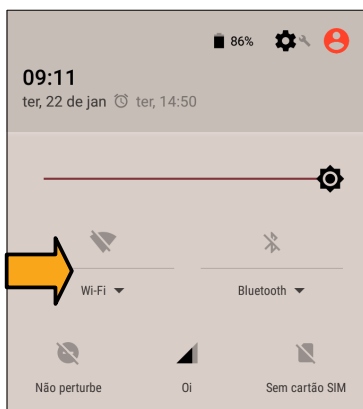 86%
09:11
ter, 22 de jan ter, 14:50
Wi-Fi Bluetooth
Não perturbe Oi Sem cartão SIM